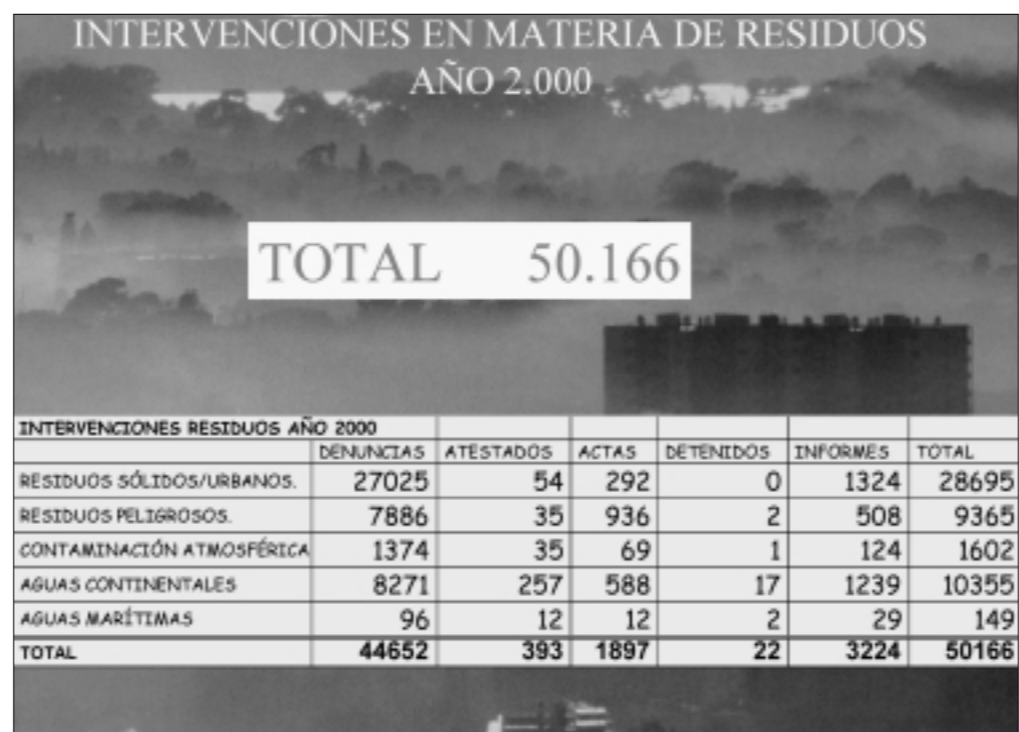 INTERVENCIONES EN MATERIA DE RESIDUOS
AÑO 2.000
TOTAL 50.166
INTERVENCIONES RESIDUOS AÑO 2000
DENUNCIAS ATESTADOS ACTAS DETENIDOS INFORMES TOTAL
RESIDUOS SÓLIDOS/URBANOS. 27025 54 292 0 1324 28695
RESIDUOS PELIGROSOS. 7886 35 936 2 508 9365
CONTAMINACIÓN ATMOSFÉRICA 1374 35 69 1 124 1602
AGUAS CONTINENTALES 8271 257 588 17 1239 10355
AGUAS MARÍTIMAS 96 12 12 2 29 149
TOTAL 44652 393 1897 22 3224 50166